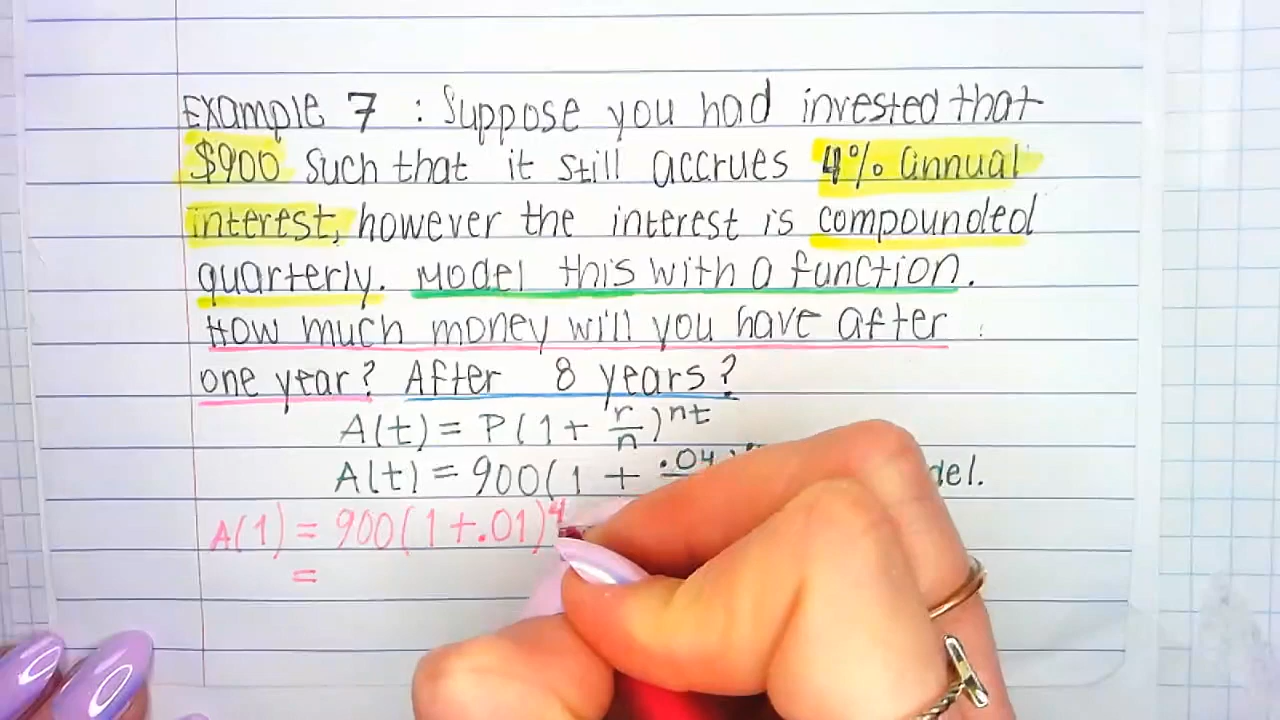 Example 7 : Suppose you had invested that
$900 such that it still accrues 4% annual
interest, however the interest is compounded
quarterly. Model this with a function.
How much money will you have after
one year? After 8 years?
A(t) = P(1 + r/n)^nt
A(t) = 900(1 + .04
A(1) = 900(1+.01)^4
=